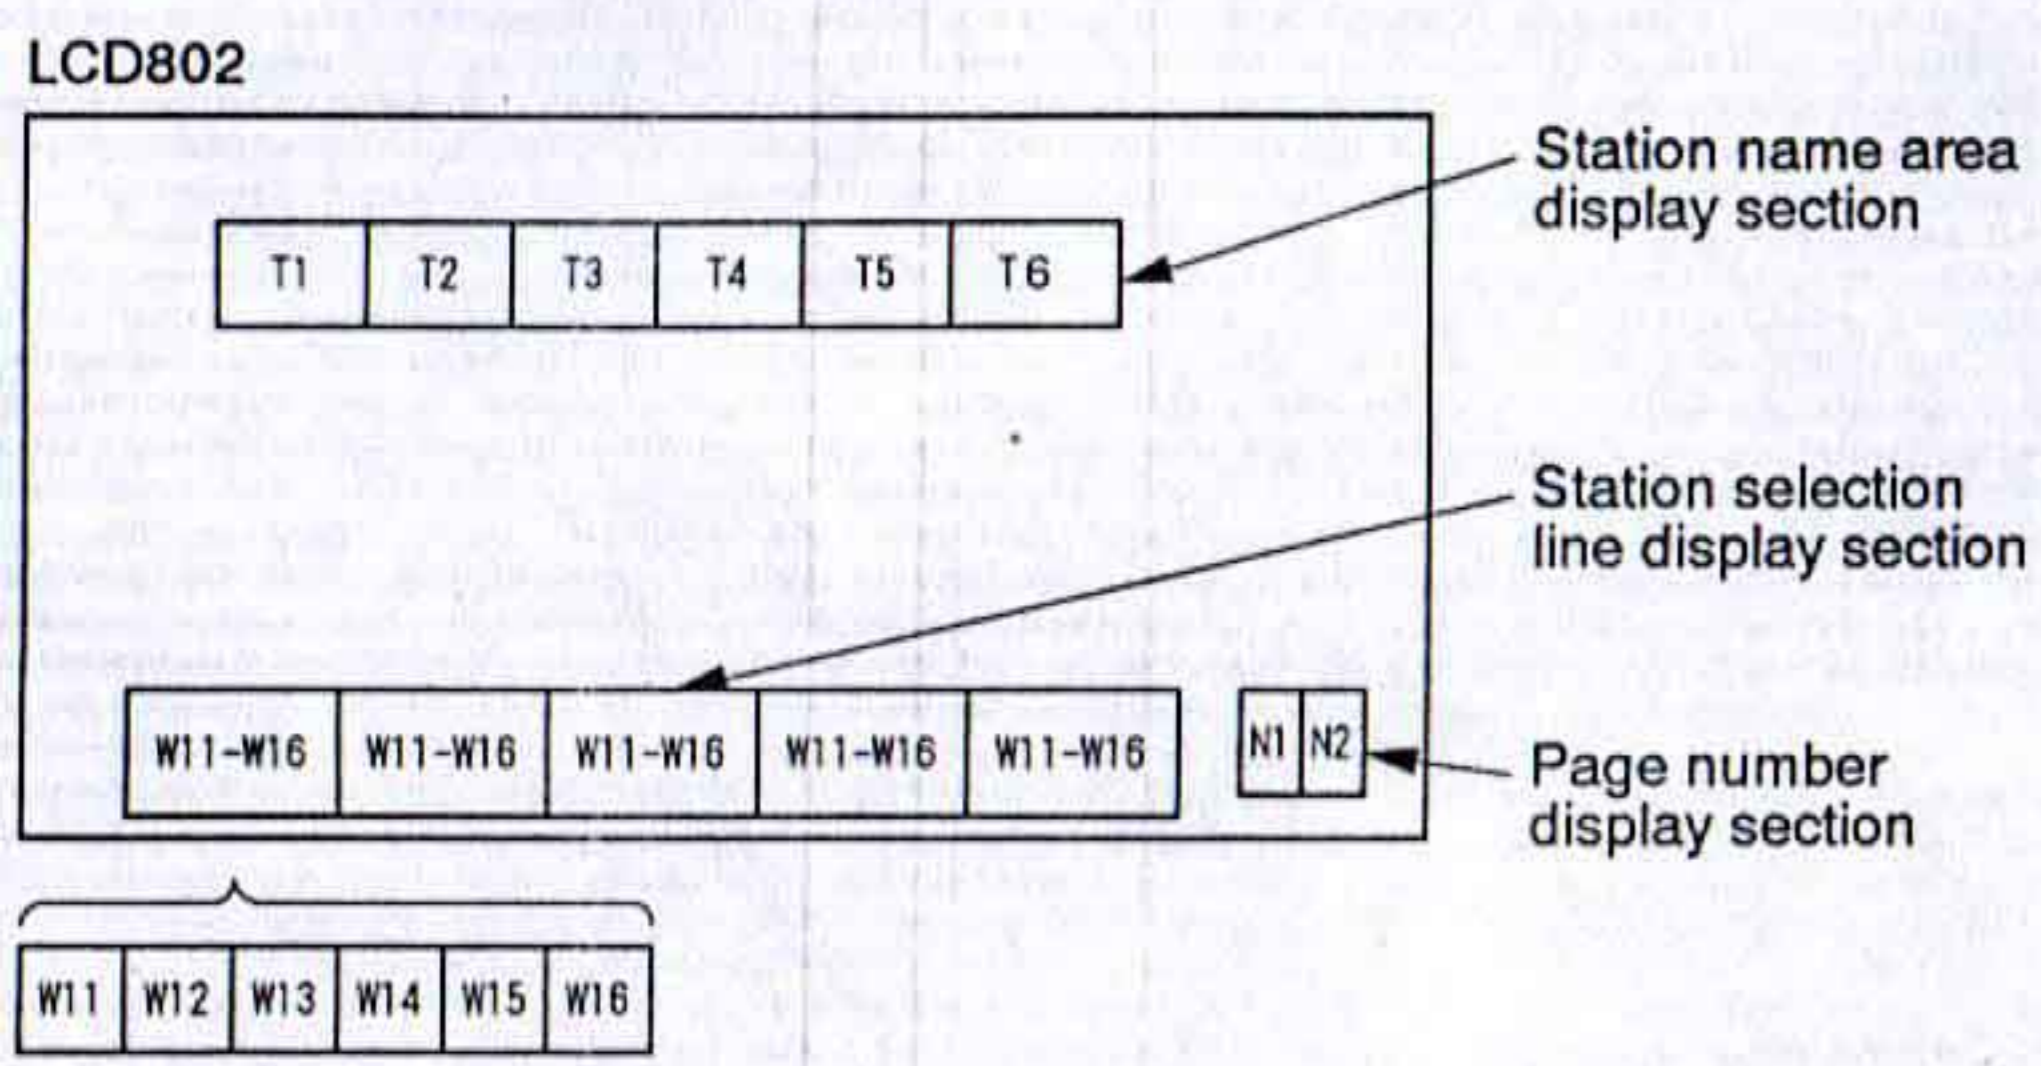 LCD802
Station name area
display section
T1 T2 T3 T4 T5 T6
Station selection
line display section
W11-W16 W11-W16 W11-W16 W11-W16 W11-W16 N1 N2
Page number
display section
W11 W12 W13 W14 W15 W16